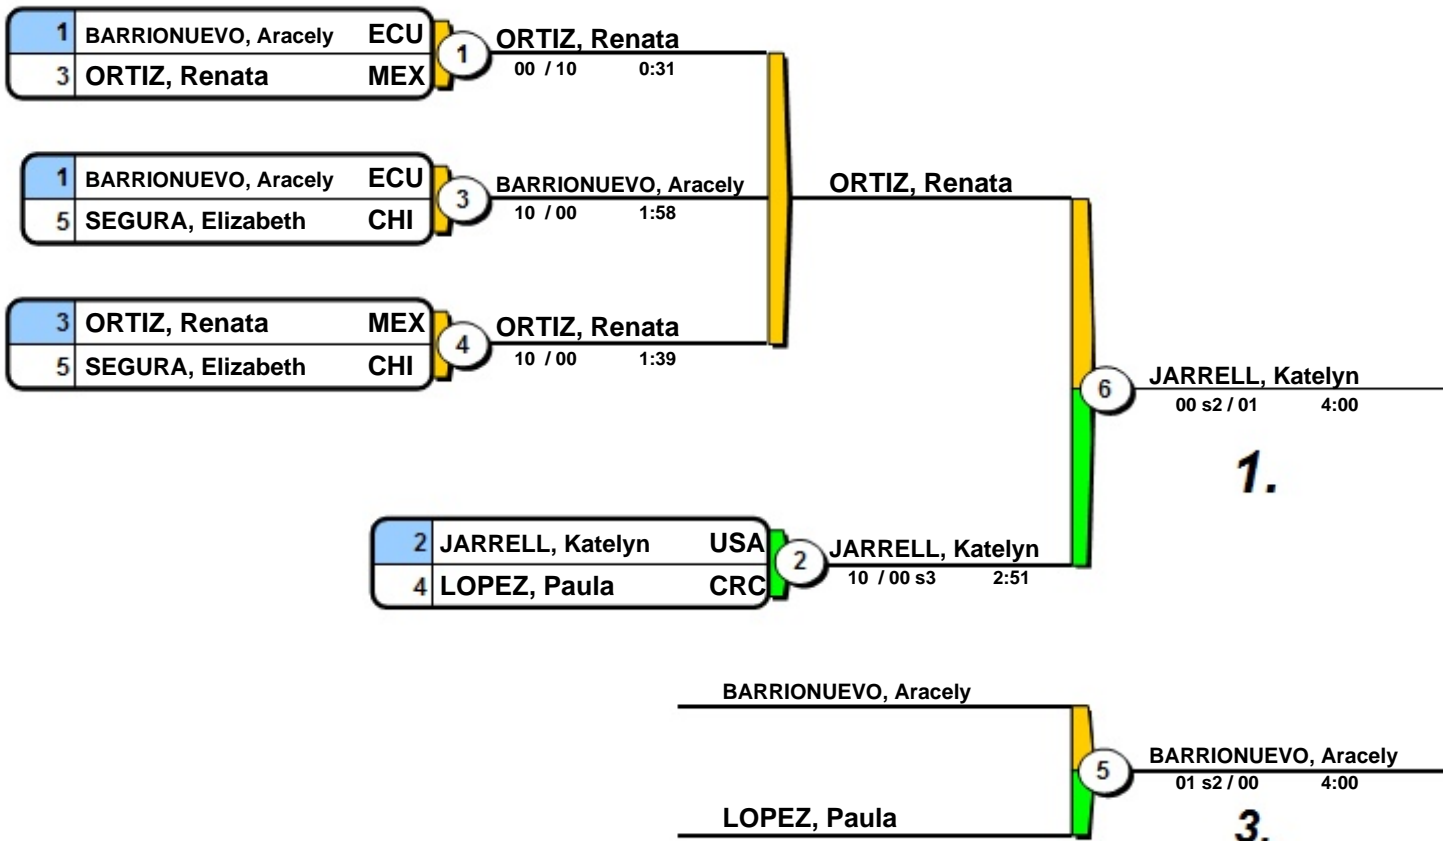 1 BARRIONUEVO, Aracely ECU
3 ORTIZ, Renata MEX
1
ORTIZ, Renata
00 / 10 0:31
1 BARRIONUEVO, Aracely ECU
5 SEGURA, Elizabeth CHI
3
BARRIONUEVO, Aracely
10 / 00 1:58
ORTIZ, Renata
3 ORTIZ, Renata MEX
5 SEGURA, Elizabeth CHI
4
ORTIZ, Renata
10 / 00 1:39
6
JARRELL, Katelyn
00 s2 / 01 4:00
1.
2 JARRELL, Katelyn USA
4 LOPEZ, Paula CRC
2
JARRELL, Katelyn
10 / 00 s3 2:51
BARRIONUEVO, Aracely
5
BARRIONUEVO, Aracely
01 s2 / 00 4:00
LOPEZ, Paula
3.